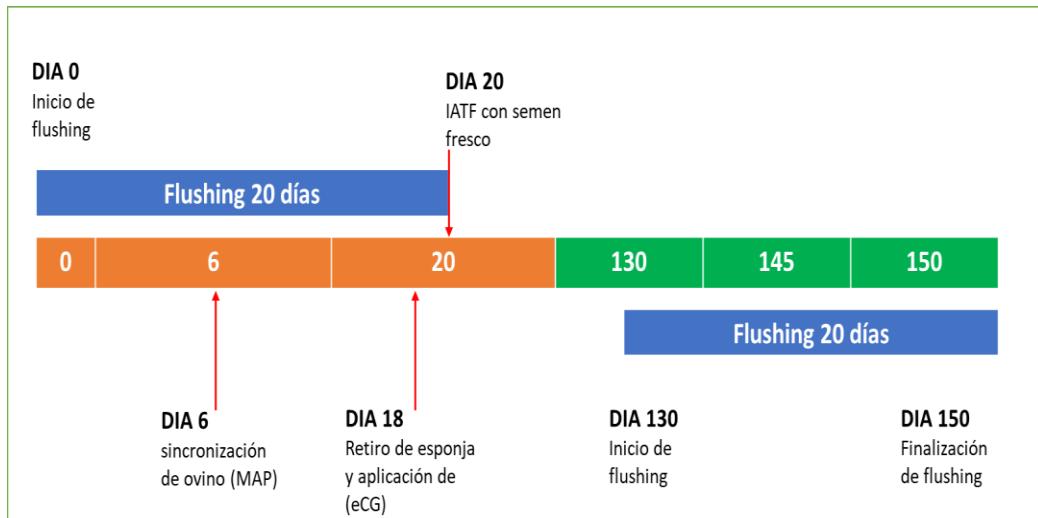 DIA 0
Inicio de
flushing
DIA 20
IATF con semen
fresco
Flushing 20 días
0 6 20 130 145 150
Flushing 20 días
DIA 6
sincronización
de ovino (MAP)
DIA 18
Retiro de esponja
y aplicación de
(eCG)
DIA 130
Inicio de
flushing
DIA 150
Finalización
de flushing